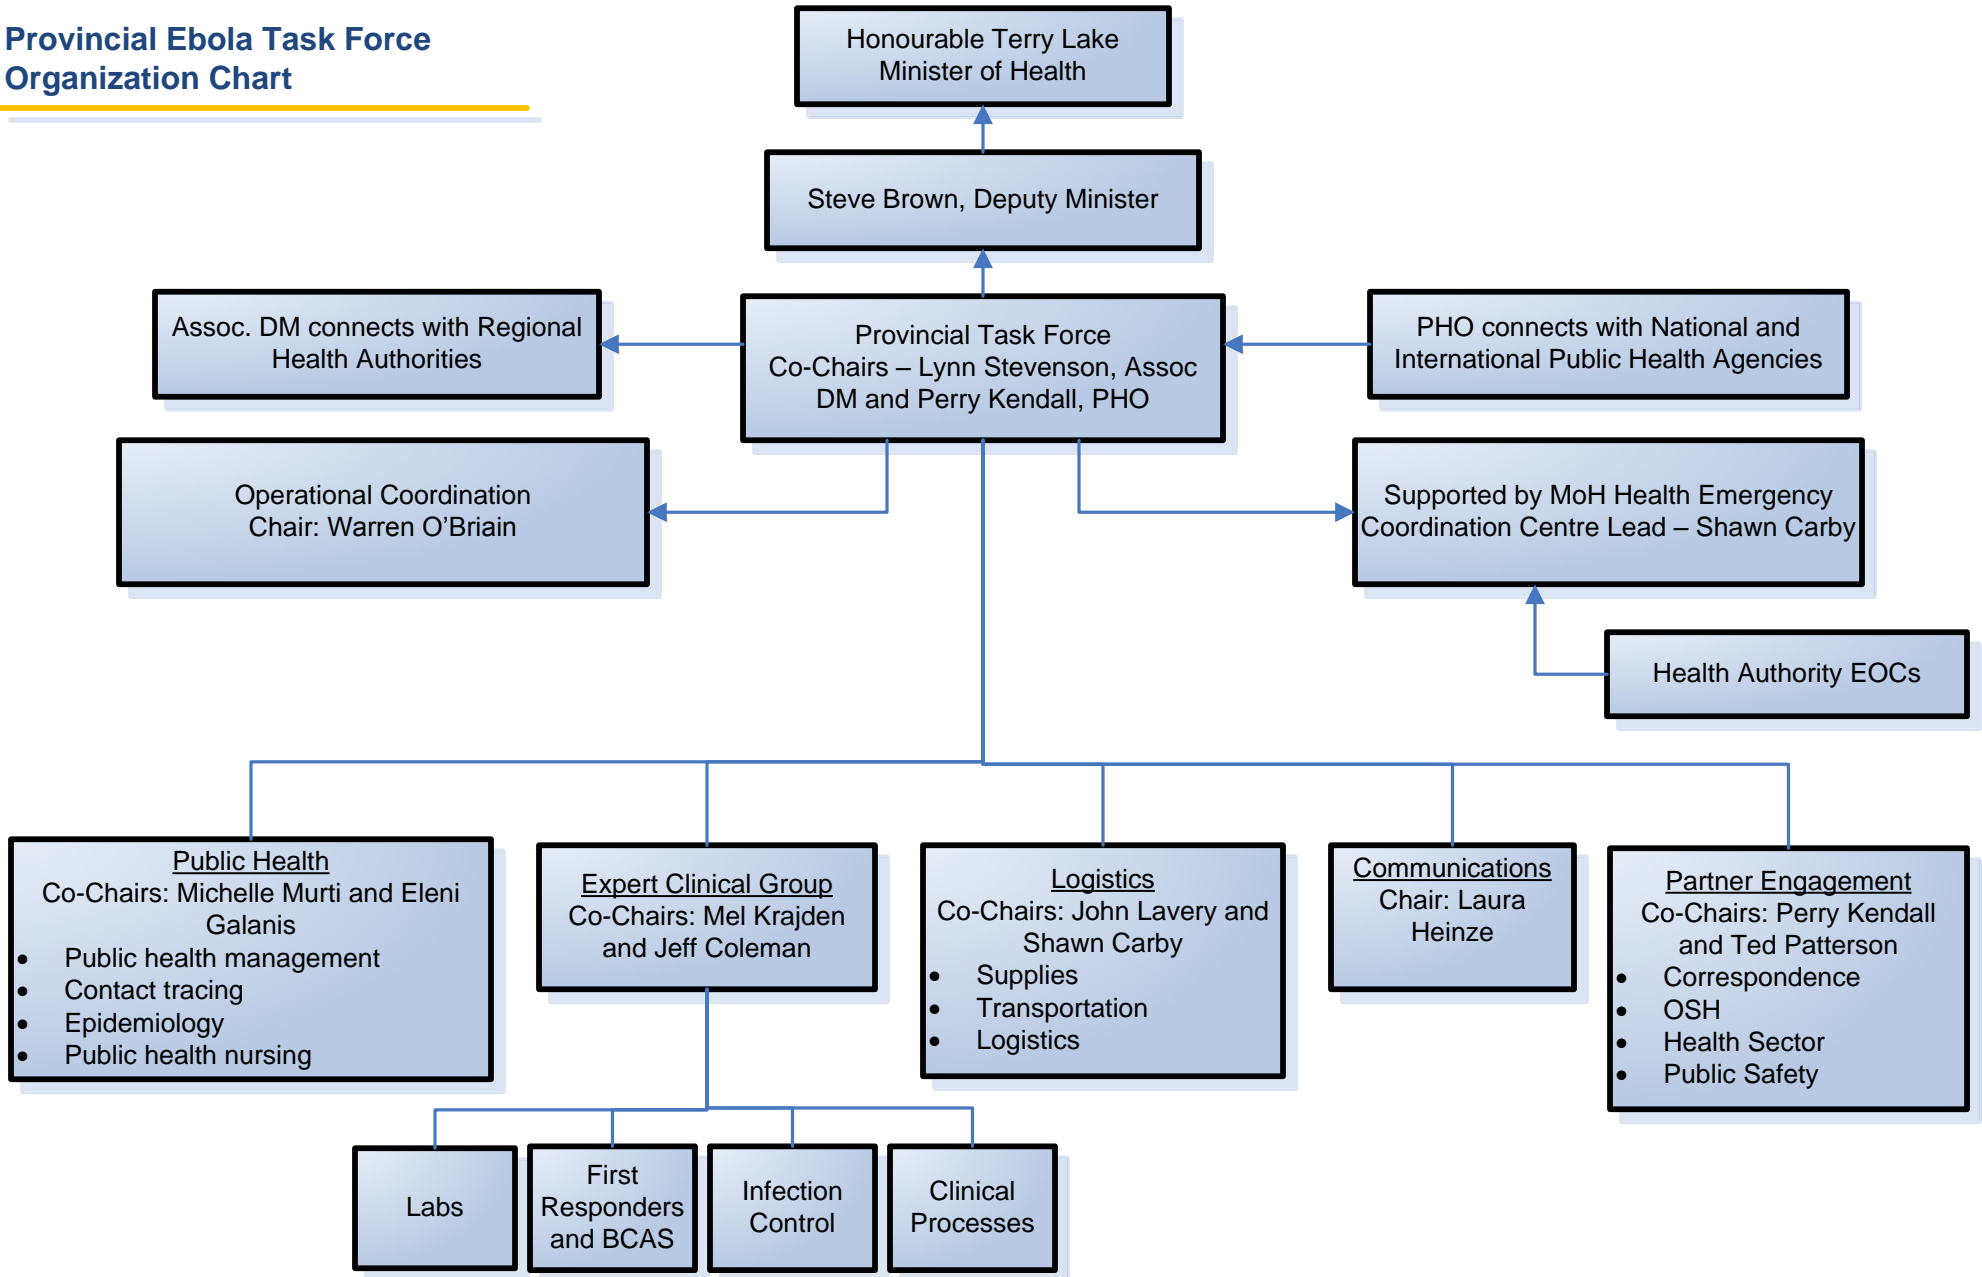 Provincial Ebola Task Force
Organization Chart
Honourable Terry Lake
Minister of Health
Steve Brown, Deputy Minister
Assoc. DM connects with Regional
Health Authorities
Provincial Task Force
Co-Chairs – Lynn Stevenson, Assoc
DM and Perry Kendall, PHO
PHO connects with National and
International Public Health Agencies
Operational Coordination
Chair: Warren O’Briain
Supported by MoH Health Emergency
Coordination Centre Lead – Shawn Carby
Health Authority EOCs
Public Health
Co-Chairs: Michelle Murti and Eleni
Galanis
• Public health management
• Contact tracing
• Epidemiology
• Public health nursing
Expert Clinical Group
Co-Chairs: Mel Krajden
and Jeff Coleman
Logistics
Co-Chairs: John Lavery and
Shawn Carby
• Supplies
• Transportation
• Logistics
Communications
Chair: Laura
Heinze
Partner Engagement
Co-Chairs: Perry Kendall
and Ted Patterson
• Correspondence
• OSH
• Health Sector
• Public Safety
Labs
First
Responders
and BCAS
Infection
Control
Clinical
Processes